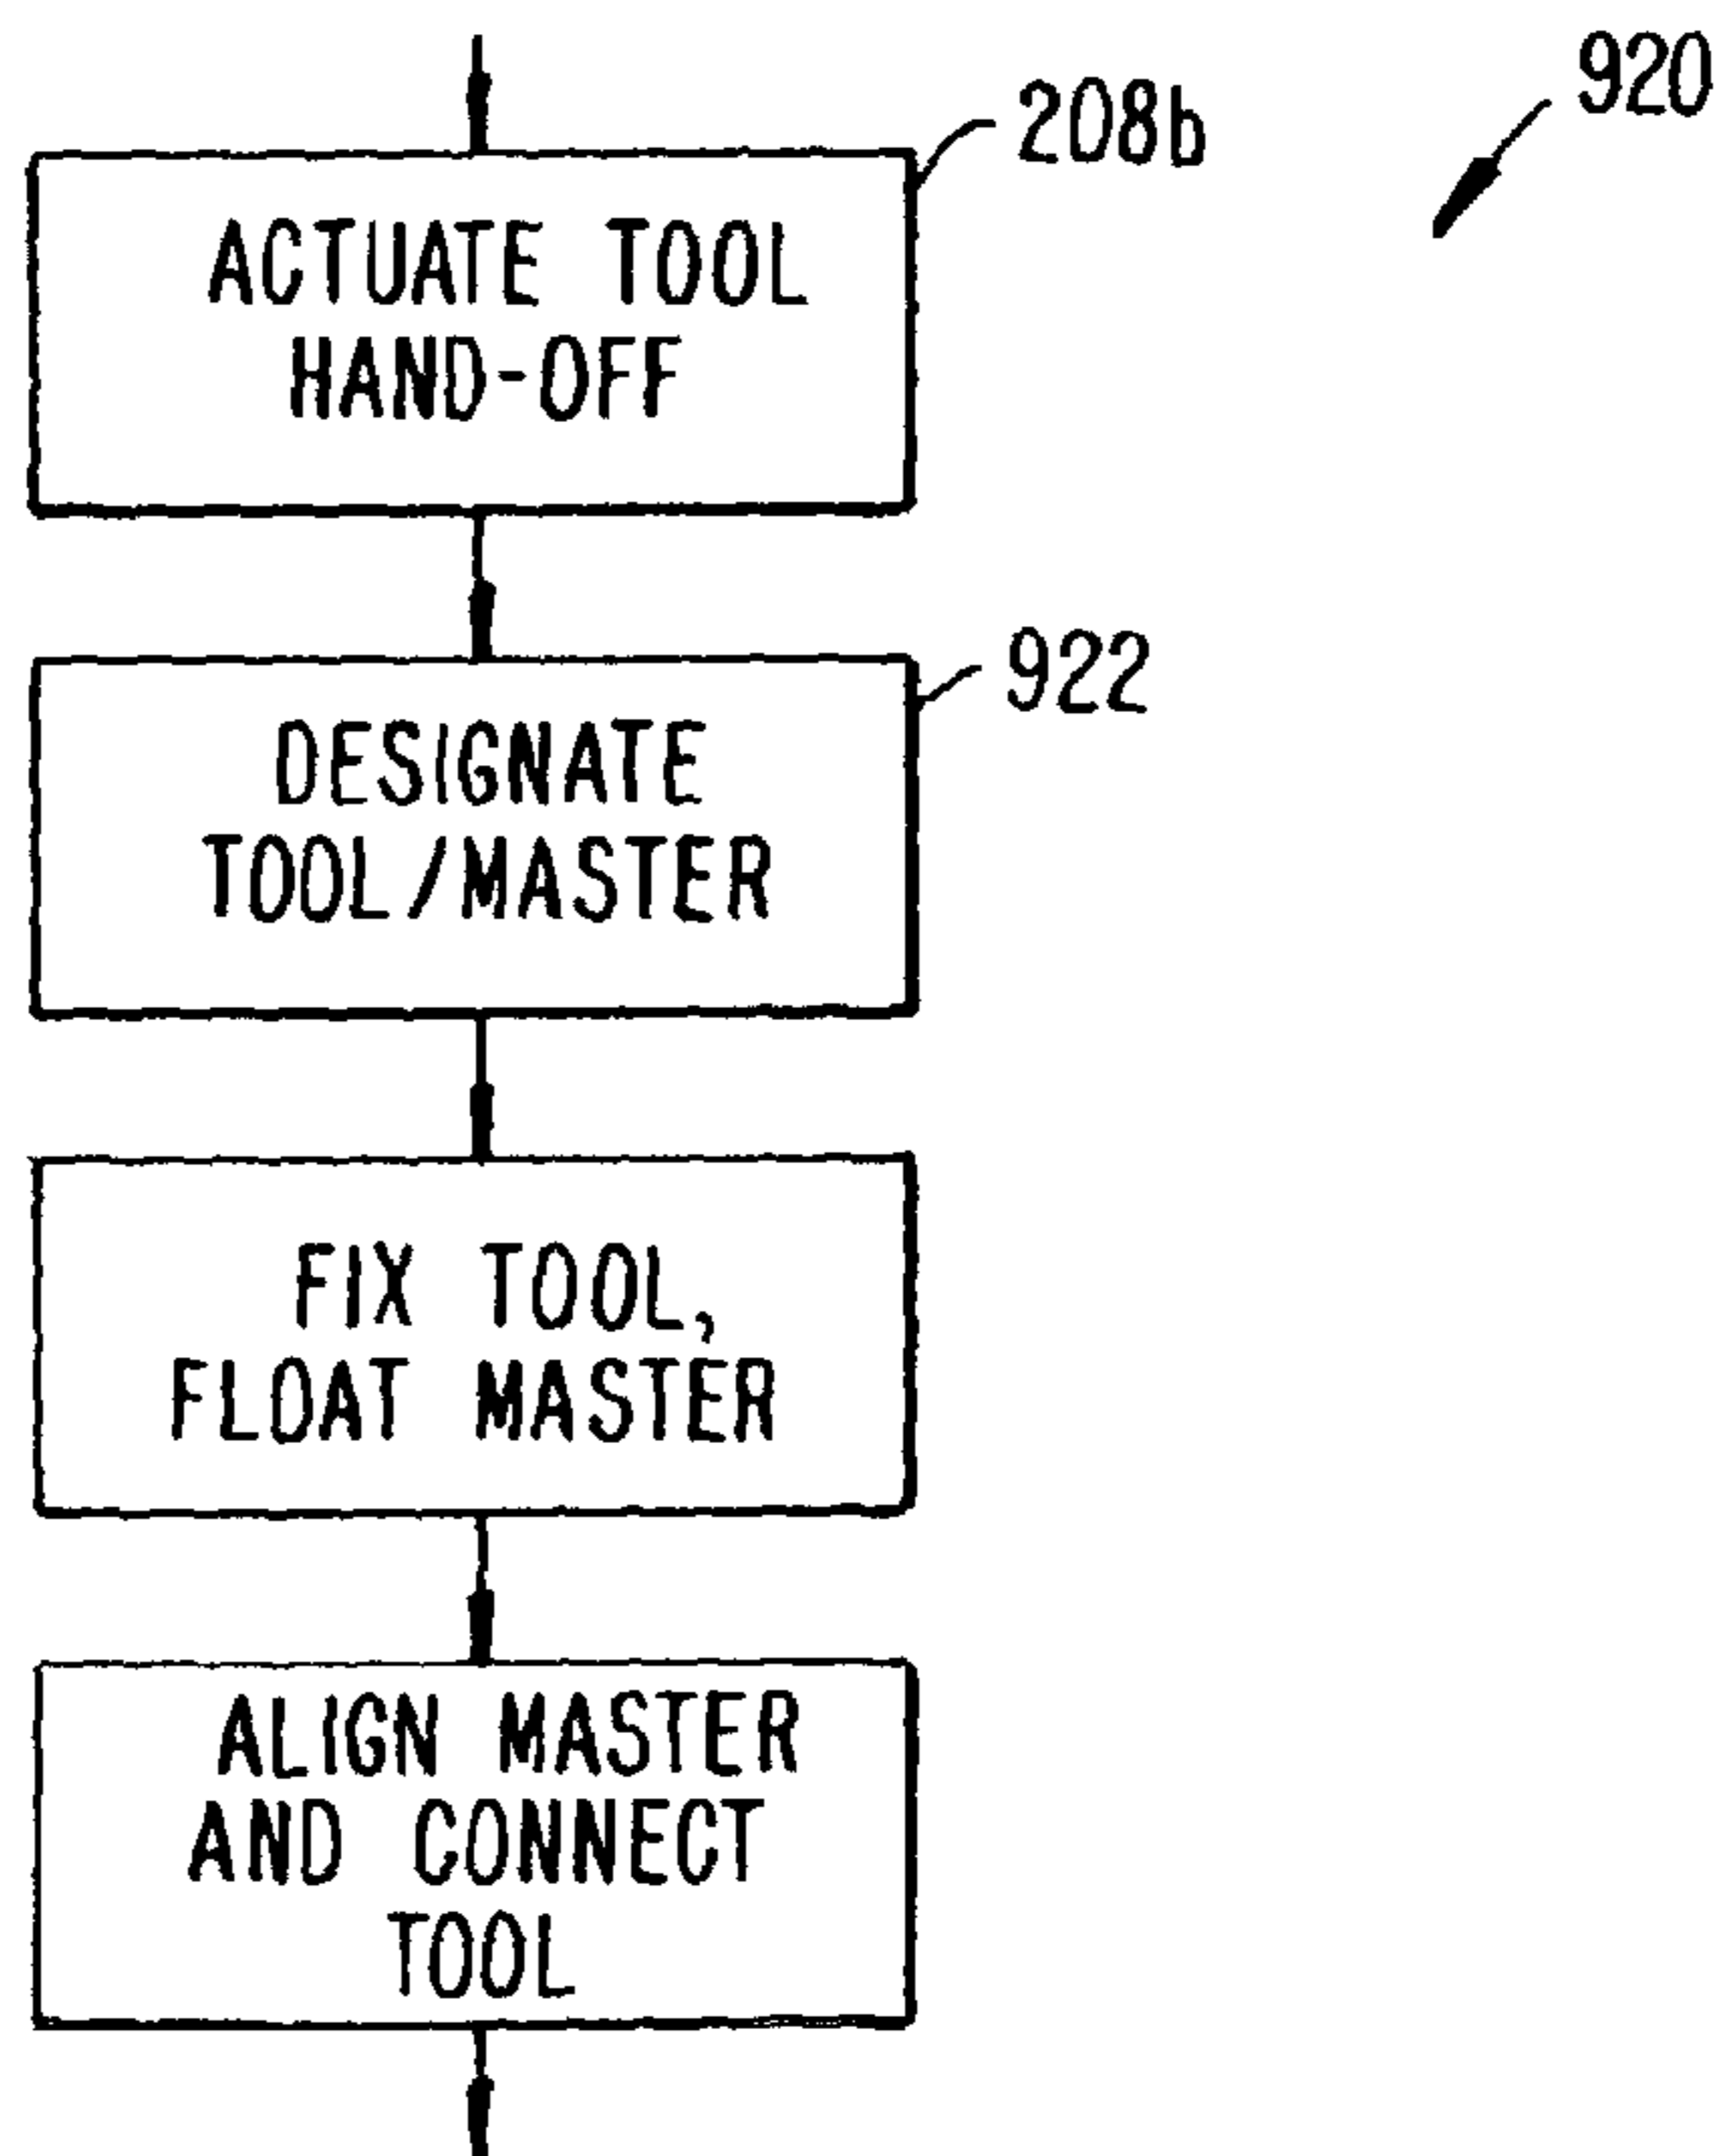 920
208b
ACTUATE TOOL
HAND-OFF
922
DESIGNATE
TOOL/MASTER
FIX TOOL,
FLOAT MASTER
ALIGN MASTER
AND CONNECT
TOOL